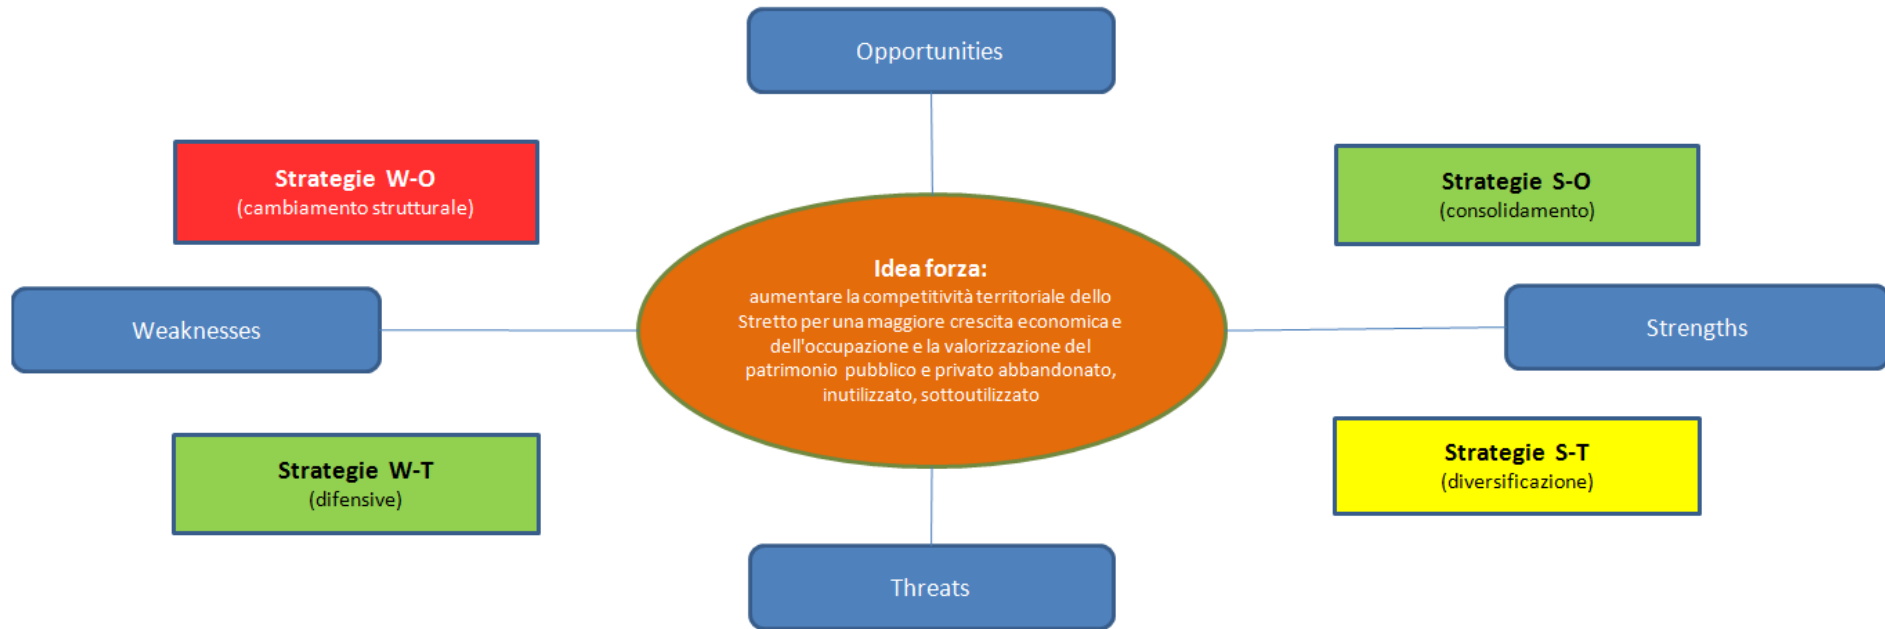 Opportunities
Strategie W-O
(cambiamento strutturale)
Strategie S-O
(consolidamento)
Idea forza:
aumentare la competitività territoriale dello
Stretto per una maggiore crescita economica e
dell'occupazione e la valorizzazione del
patrimonio pubblico e privato abbandonato,
inutilizzato, sottoutilizzato
Weaknesses
Strengths
Strategie W-T
(difensive)
Strategie S-T
(diversificazione)
Threats